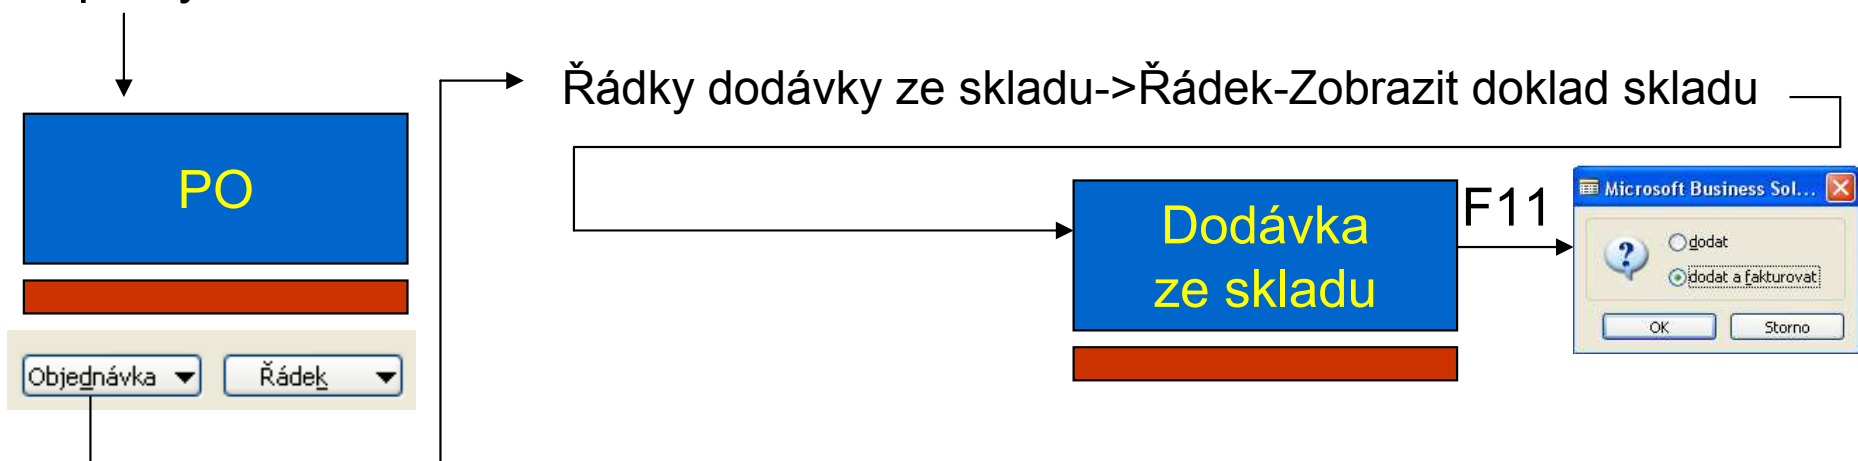 Řádky dodávky ze skladu->Řádek-Zobrazit doklad skladu
PO
Dodávka
ze skladu
F11
Microsoft Business Sol...
dodat
dodat a fakturovat
OK
Storno
Objednávka
Řádek